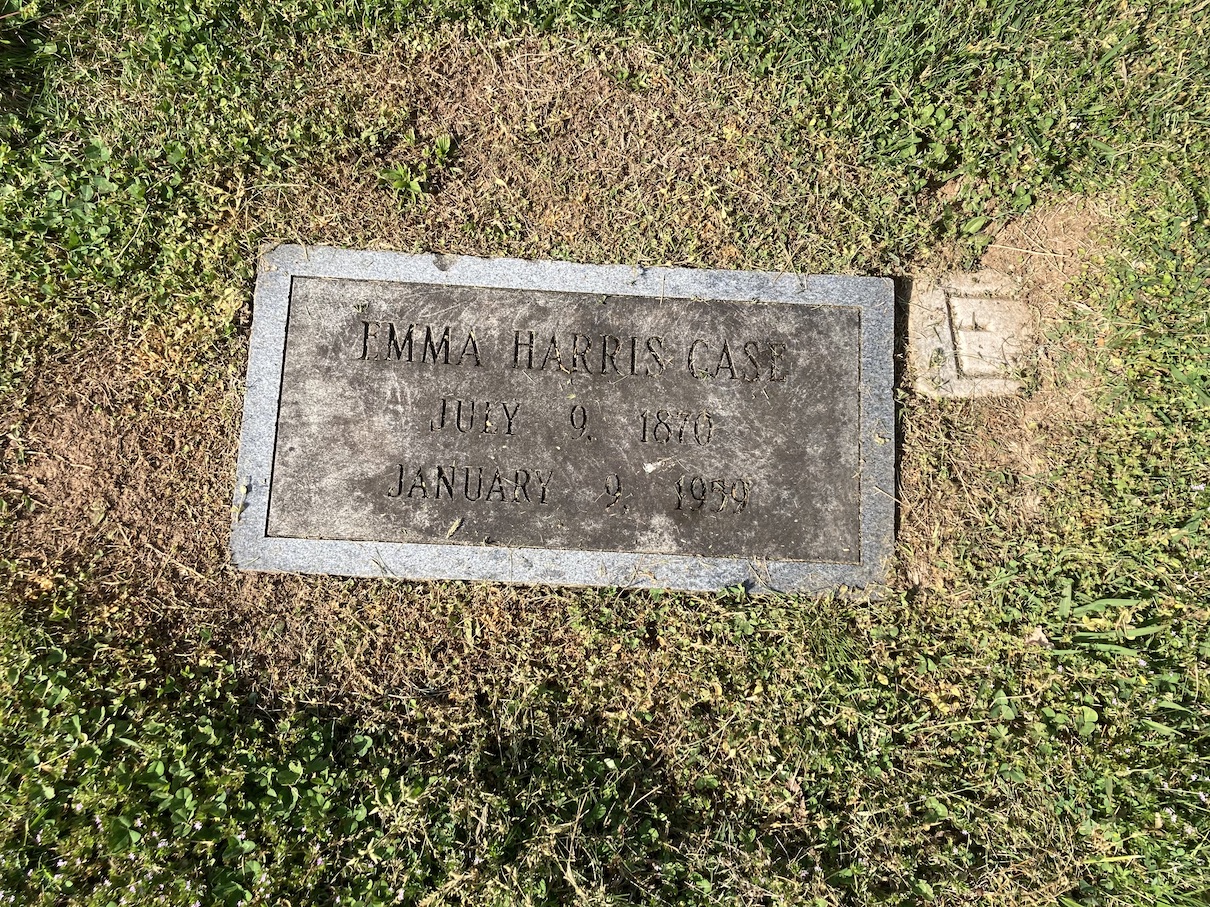 EMMA HARRIS CASE
JULY 9, 1870
JANUARY 9, 1959